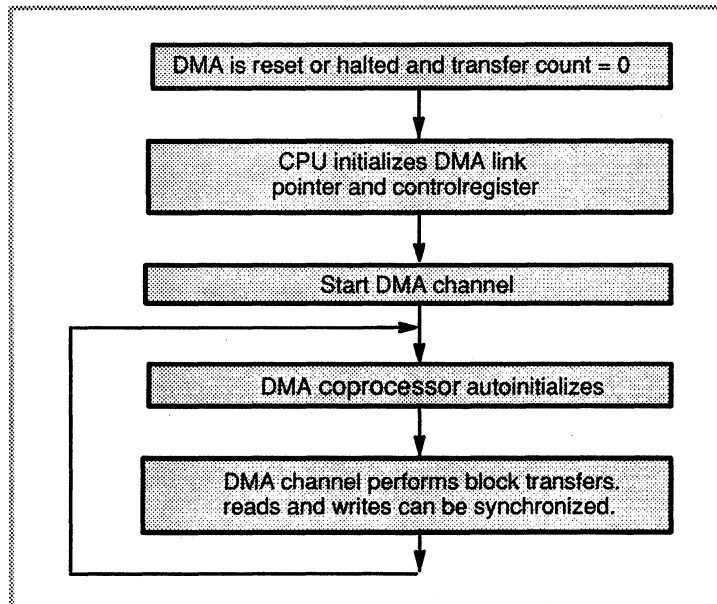 DMA is reset or halted and transfer count = 0
CPU initializes DMA link
pointer and controlregister
Start DMA channel
DMA coprocessor autoinitializes
DMA channel performs block transfers.
reads and writes can be synchronized.